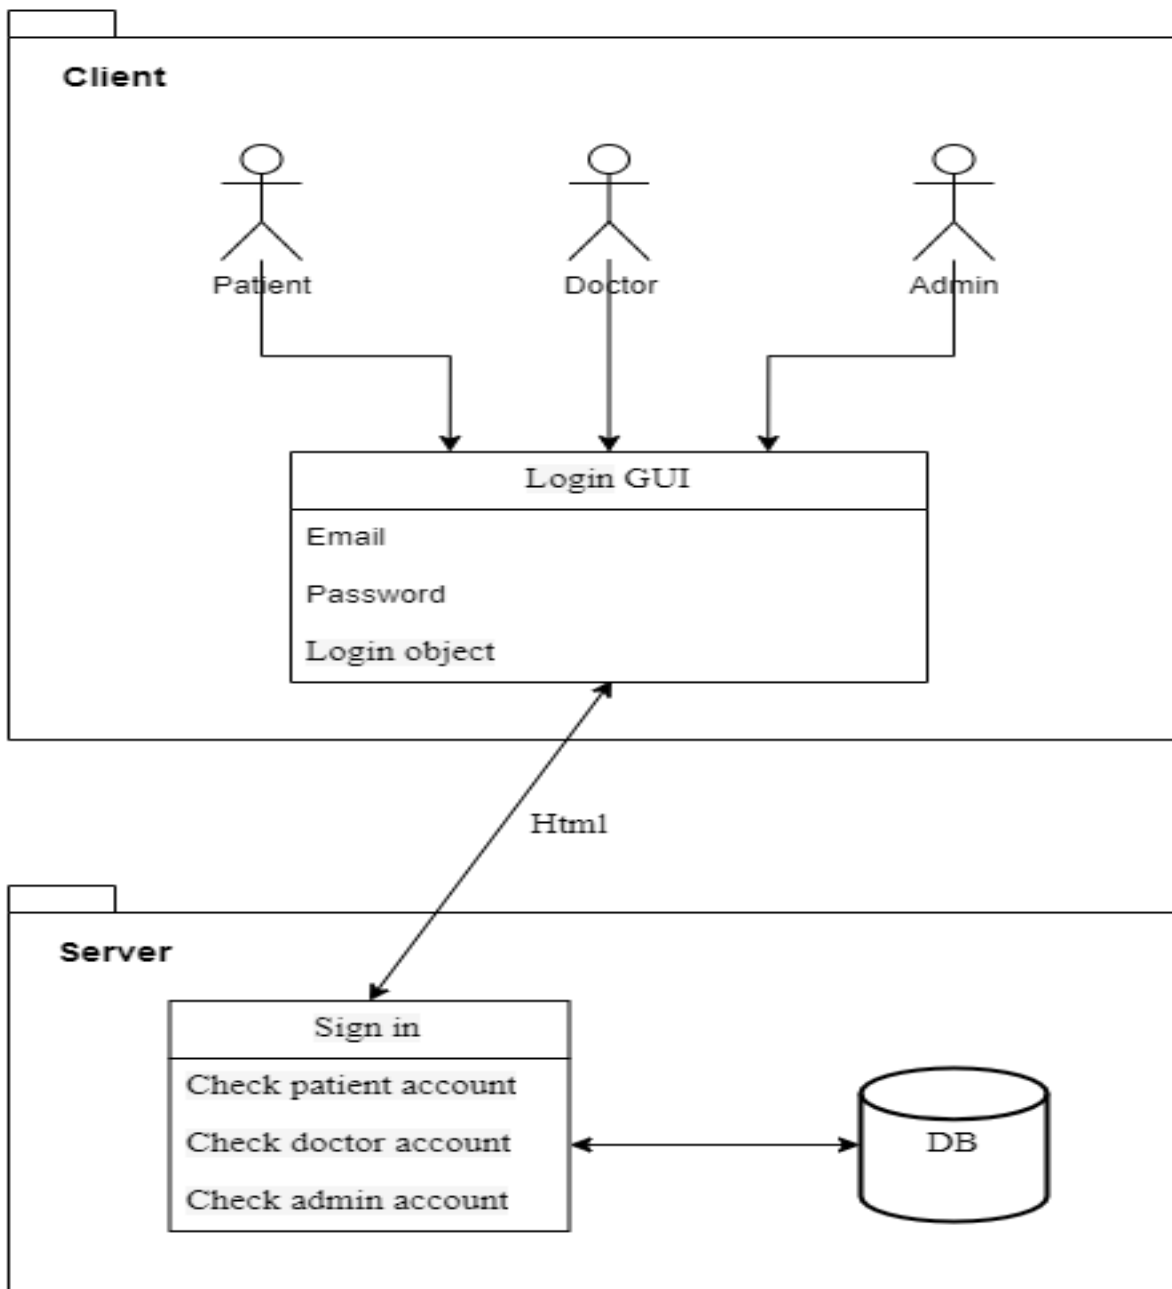 Client
Patient
Doctor
Admin
Login GUI
Email
Password
Login object
Html
Server
Sign in
Check patient account
Check doctor account
Check admin account
DB